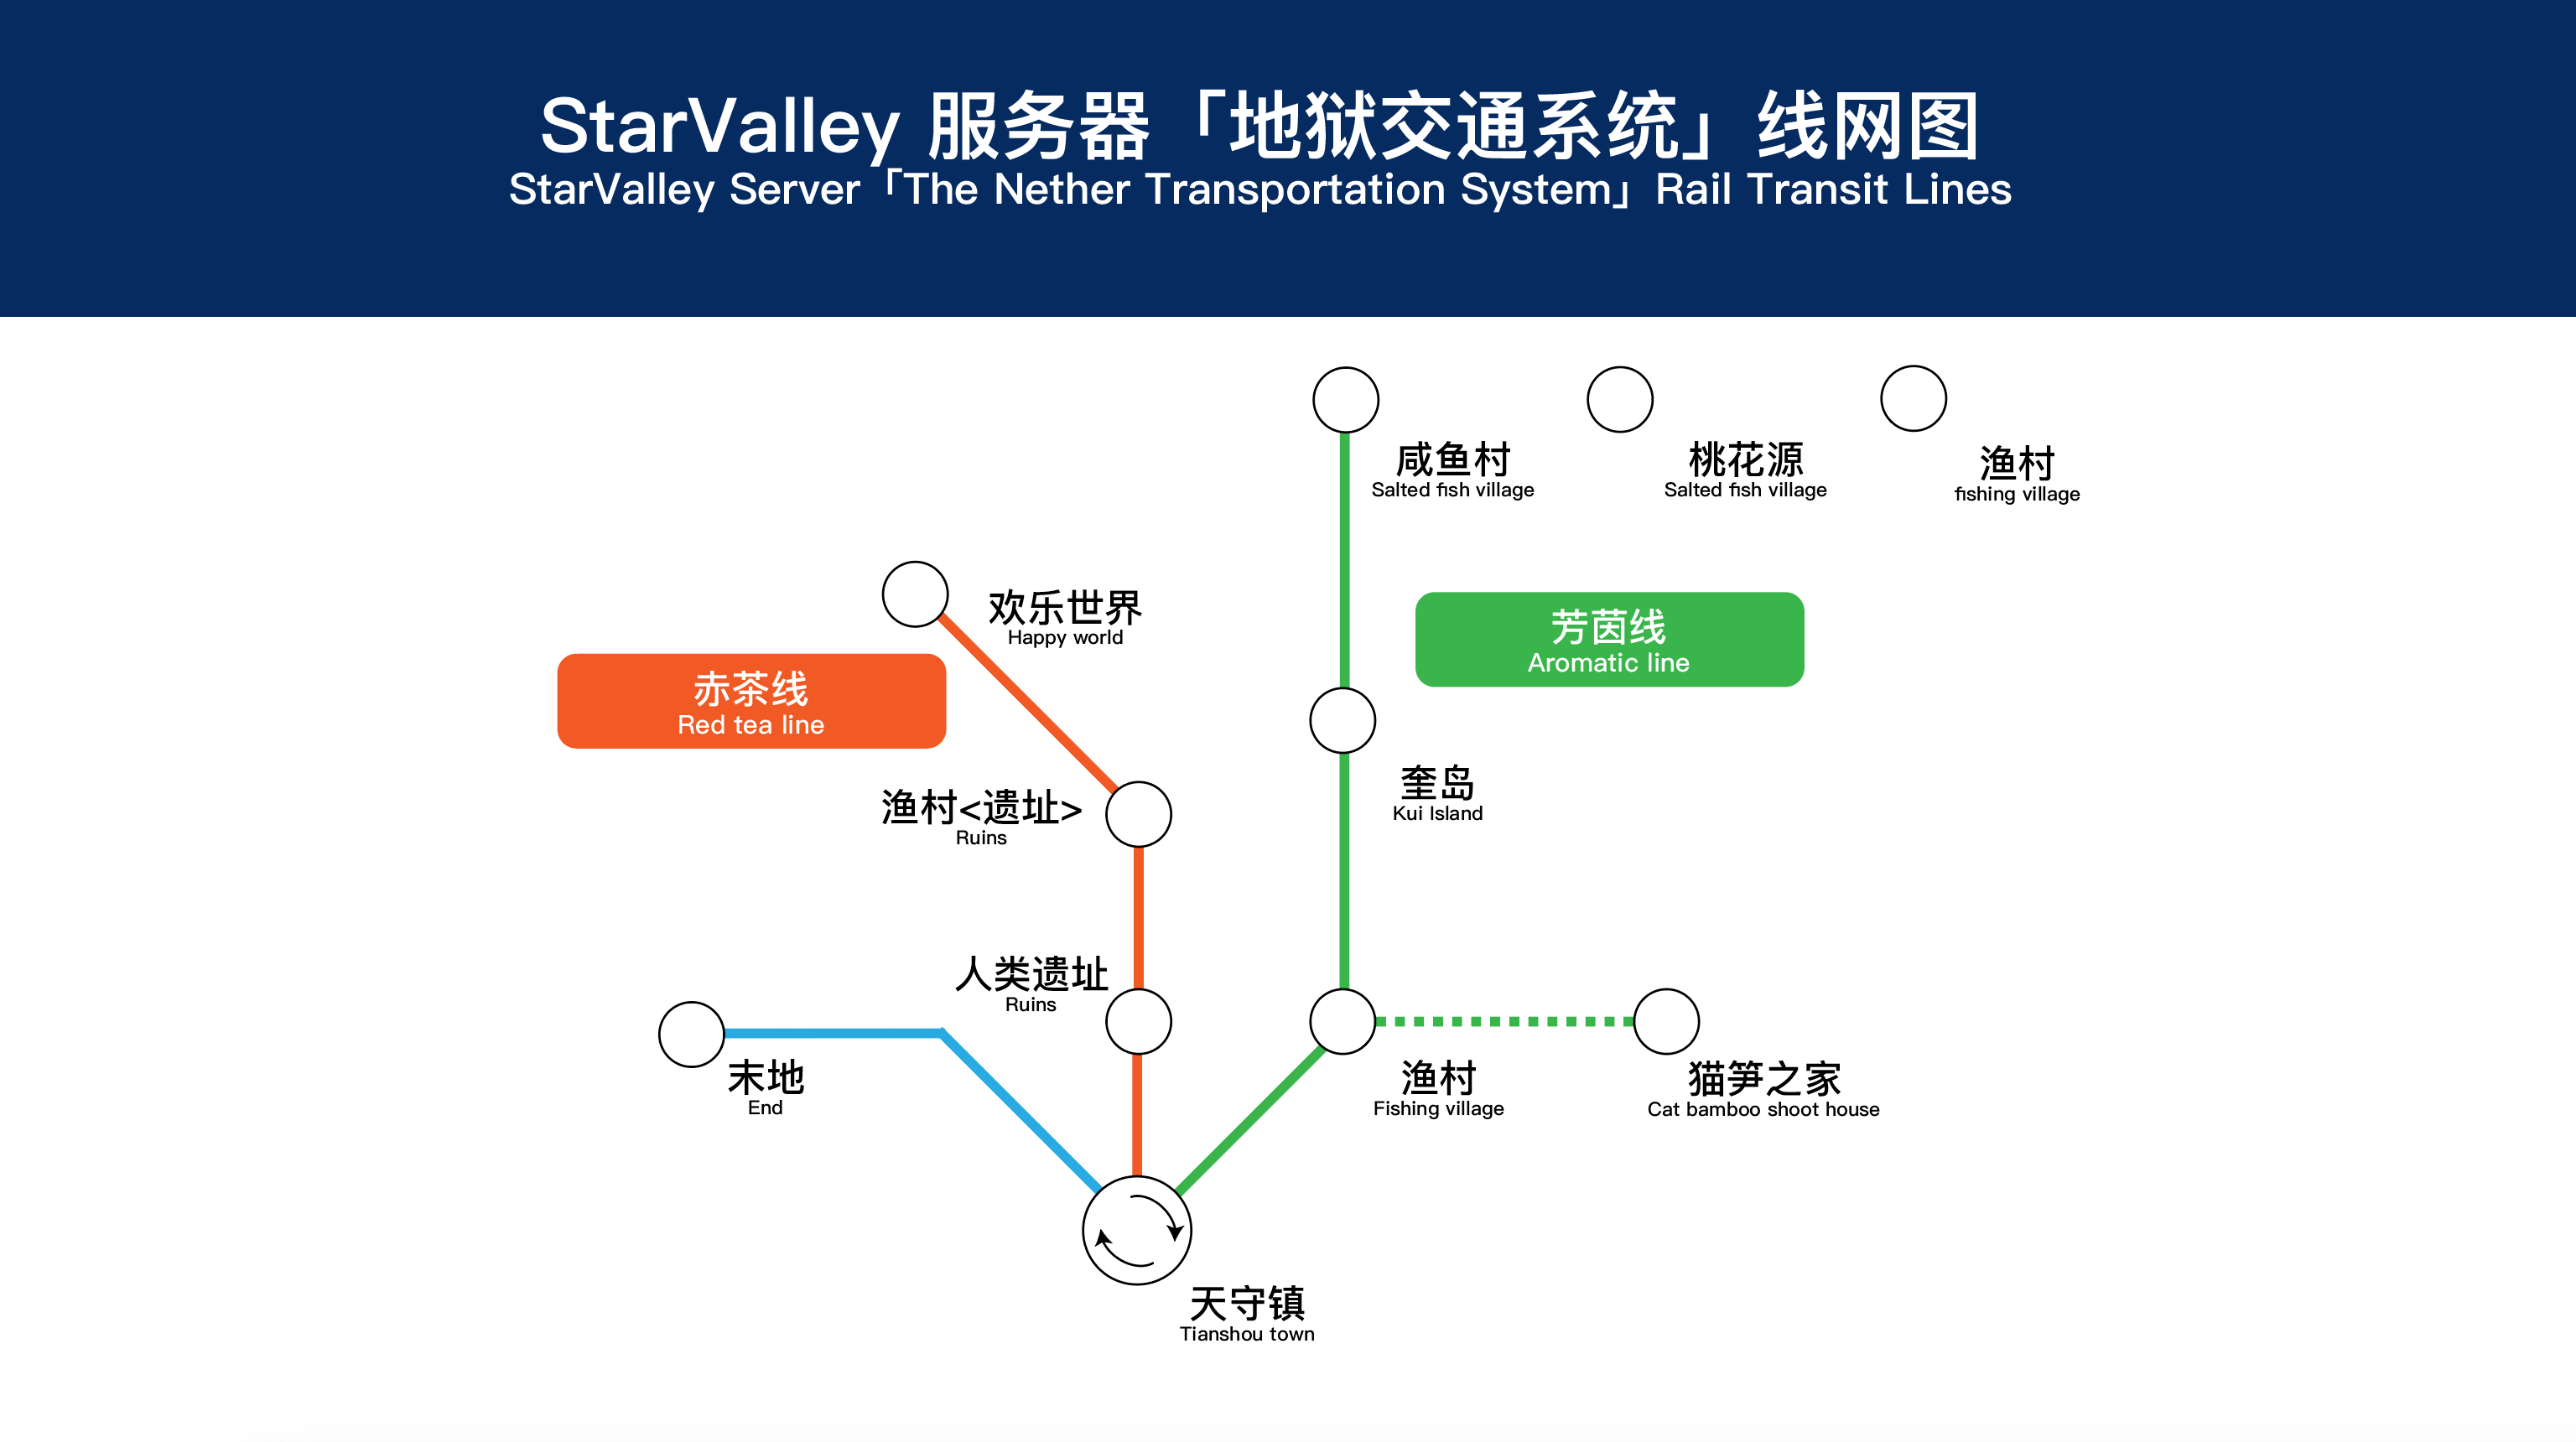 StarValley 服务器「地狱交通系统」线网图
StarValley Server「The Nether Transportation System」Rail Transit Lines
咸鱼村
Salted fish village
桃花源
Salted fish village
渔村
fishing village
欢乐世界
Happy world
芳茵线
Aromatic line
赤茶线
Red tea line
渔村<遗址>
Ruins
奎岛
Kui Island
人类遗址
Ruins
末地
End
渔村
Fishing village
猫笋之家
Cat bamboo shoot house
天守镇
Tianshou town